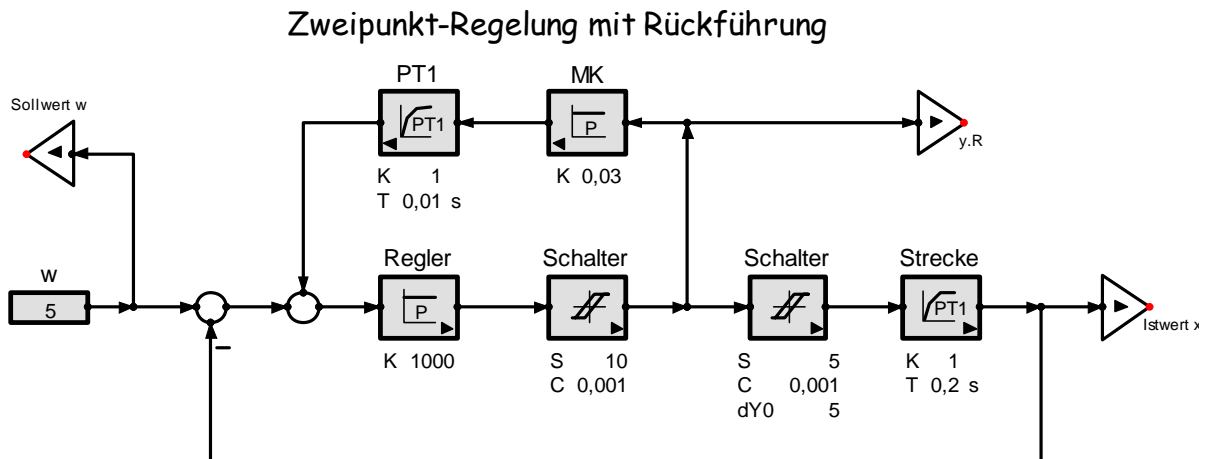 Zweipunkt-Regelung mit Rückführung
PT1
MK
Sollwert w
PT1
P
y.R
K 1
T 0,01 s
K 0,03
w
Regler
Schalter
Schalter
Strecke
5
P
PT1
Istwert x
K 1000
S 10
C 0,001
S 5
C 0,001
dY0 5
K 1
T 0,2 s
–